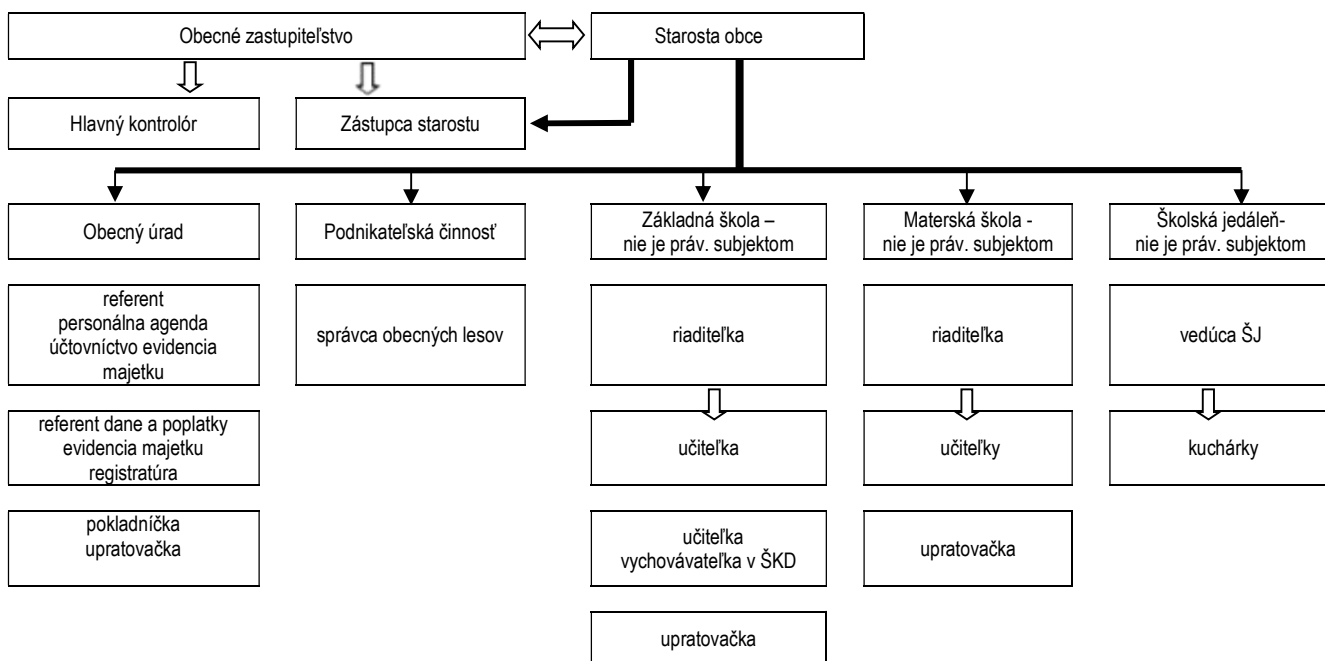 Obecné zastupiteľstvo
Starosta obce
Hlavný kontrolór
Zástupca starostu
Obecný úrad
Podnikateľská činnosť
Základná škola –
nie je práv. subjektom
Materská škola -
nie je práv. subjektom
Školská jedáleň-
nie je práv. subjektom
referent
personálna agenda
účtovníctvo evidencia
majetku
správca obecných lesov
riaditeľka
riaditeľka
vedúca ŠJ
referent dane a poplatky
evidencia majetku
registratúra
učiteľka
učiteľky
kuchárky
pokladníčka
upratovačka
učiteľka
vychovávateľka v ŠKD
upratovačka
upratovačka